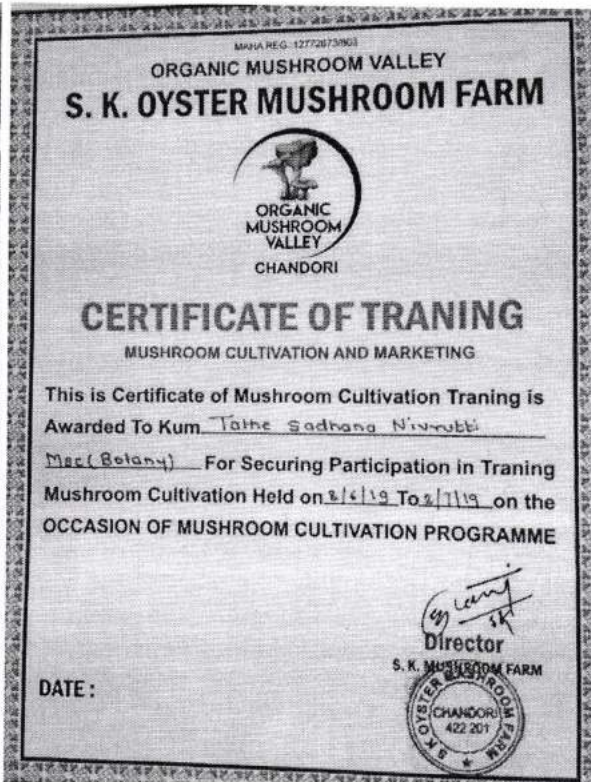 MAHA REG. 12772673/803
ORGANIC MUSHROOM VALLEY
S. K. OYSTER MUSHROOM FARM
ORGANIC
MUSHROOM
VALLEY
CHANDORI
CERTIFICATE OF TRANING
MUSHROOM CULTIVATION AND MARKETING
This is Certificate of Mushroom Cultivation Traning is
Awarded To Kum Tathe Sadhana Nivrutti
Msc(Botany) For Securing Participation in Traning
Mushroom Cultivation Held on 2/6/19 To 2/7/19 on the
OCCASION OF MUSHROOM CULTIVATION PROGRAMME
Director
S. K. MUSHROOM FARM
DATE :
S.K OYSTER MASHROOM FARM
CHANDORI
422 201